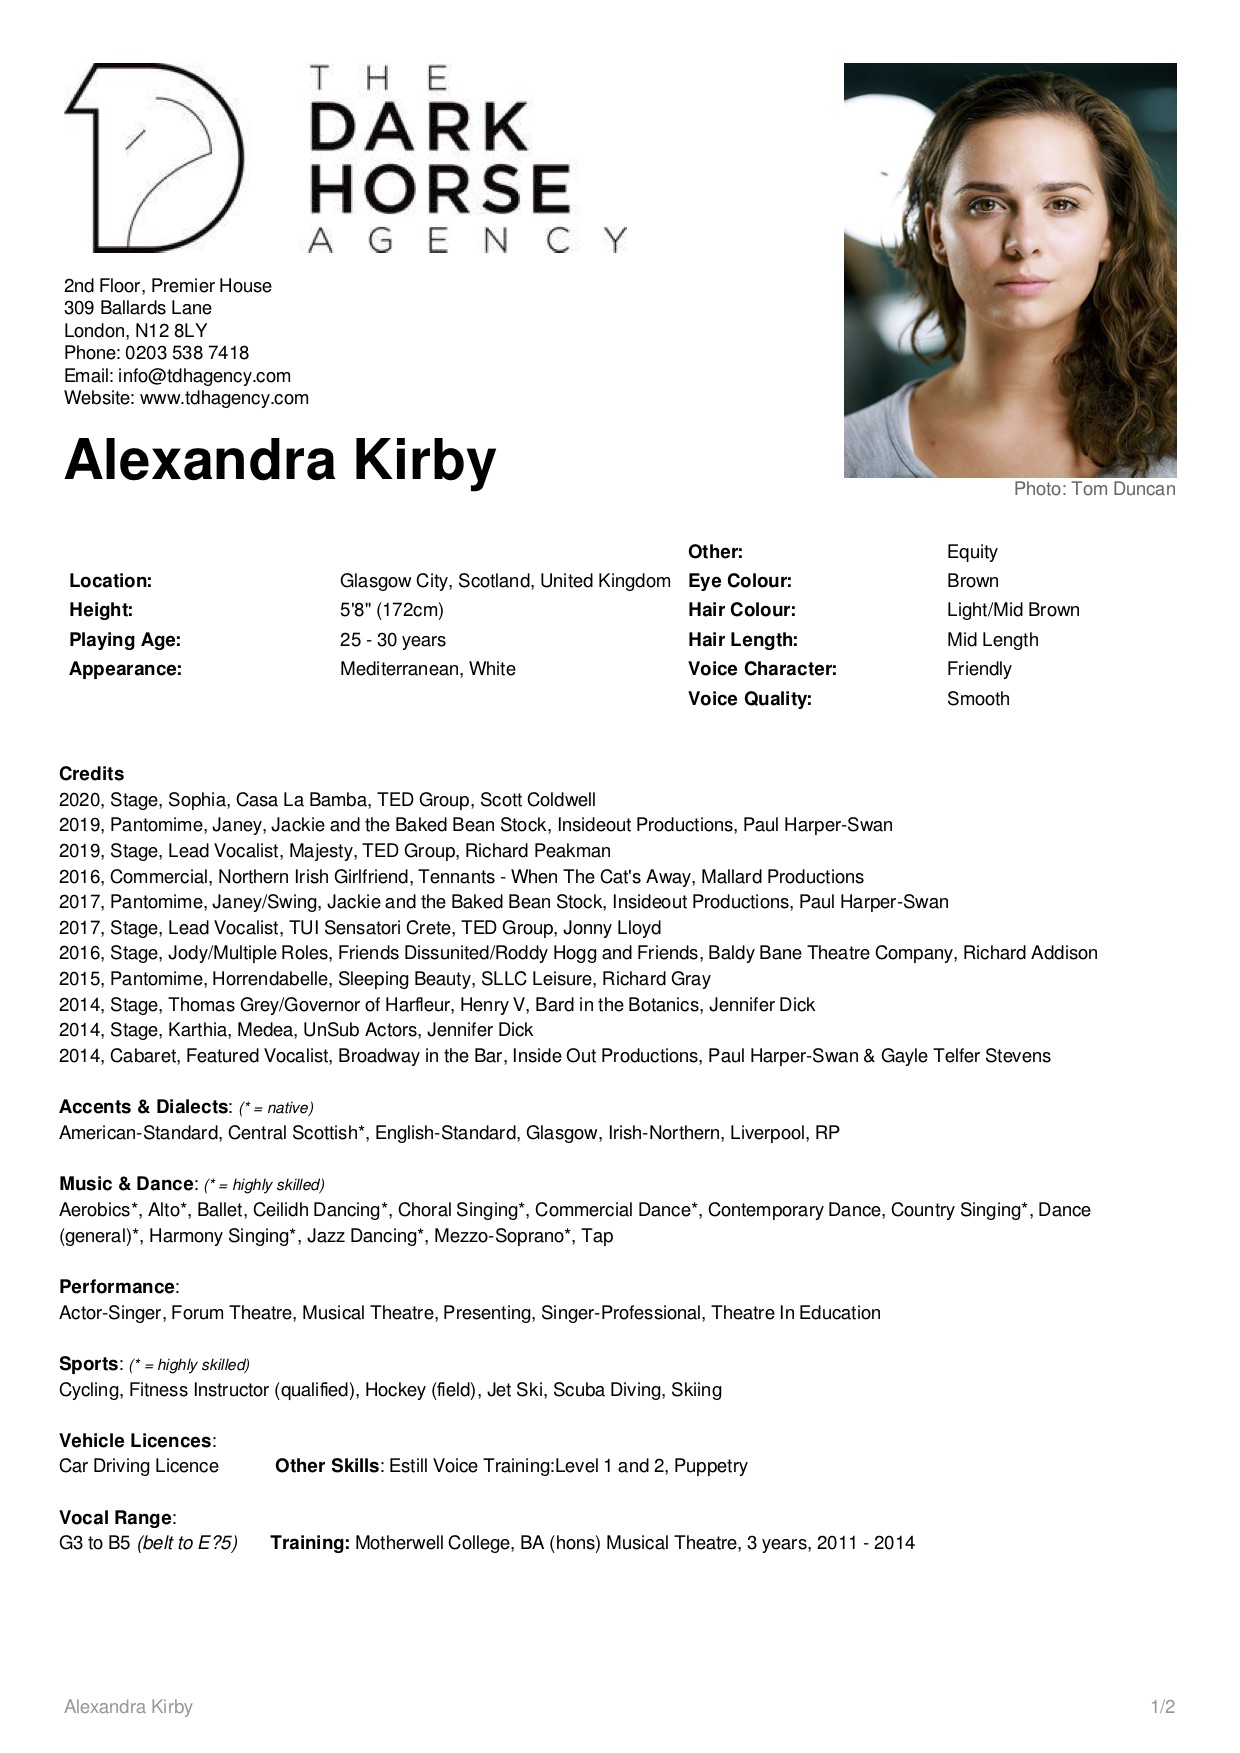 THE
DARK
HORSE
AGENCY
2nd Floor, Premier House
309 Ballards Lane
London, N12 8LY
Phone: 0203 538 7418
Email: info@tdhagency.com
Website: www.tdhagency.com
Alexandra Kirby
Photo: Tom Duncan
Other: Equity
Location: Glasgow City, Scotland, United Kingdom Eye Colour: Brown
Height: 5'8" (172cm) Hair Colour: Light/Mid Brown
Playing Age: 25 - 30 years Hair Length: Mid Length
Appearance: Mediterranean, White Voice Character: Friendly
Voice Quality: Smooth
Credits
2020, Stage, Sophia, Casa La Bamba, TED Group, Scott Coldwell
2019, Pantomime, Janey, Jackie and the Baked Bean Stock, Insideout Productions, Paul Harper-Swan
2019, Stage, Lead Vocalist, Majesty, TED Group, Richard Peakman
2016, Commercial, Northern Irish Girlfriend, Tennants - When The Cat's Away, Mallard Productions
2017, Pantomime, Janey/Swing, Jackie and the Baked Bean Stock, Insideout Productions, Paul Harper-Swan
2017, Stage, Lead Vocalist, TUI Sensatori Crete, TED Group, Jonny Lloyd
2016, Stage, Jody/Multiple Roles, Friends Dissunited/Roddy Hogg and Friends, Baldy Bane Theatre Company, Richard Addison
2015, Pantomime, Horrendabelle, Sleeping Beauty, SLLC Leisure, Richard Gray
2014, Stage, Thomas Grey/Governor of Harfleur, Henry V, Bard in the Botanics, Jennifer Dick
2014, Stage, Karthia, Medea, UnSub Actors, Jennifer Dick
2014, Cabaret, Featured Vocalist, Broadway in the Bar, Inside Out Productions, Paul Harper-Swan & Gayle Telfer Stevens
Accents & Dialects: (* = native)
American-Standard, Central Scottish*, English-Standard, Glasgow, Irish-Northern, Liverpool, RP
Music & Dance: (* = highly skilled)
Aerobics*, Alto*, Ballet, Ceilidh Dancing*, Choral Singing*, Commercial Dance*, Contemporary Dance, Country Singing*, Dance
(general)*, Harmony Singing*, Jazz Dancing*, Mezzo-Soprano*, Tap
Performance:
Actor-Singer, Forum Theatre, Musical Theatre, Presenting, Singer-Professional, Theatre In Education
Sports: (* = highly skilled)
Cycling, Fitness Instructor (qualified), Hockey (field), Jet Ski, Scuba Diving, Skiing
Vehicle Licences:
Car Driving Licence Other Skills: Estill Voice Training:Level 1 and 2, Puppetry
Vocal Range:
G3 to B5 (belt to E?5) Training: Motherwell College, BA (hons) Musical Theatre, 3 years, 2011 - 2014
Alexandra Kirby 1/2